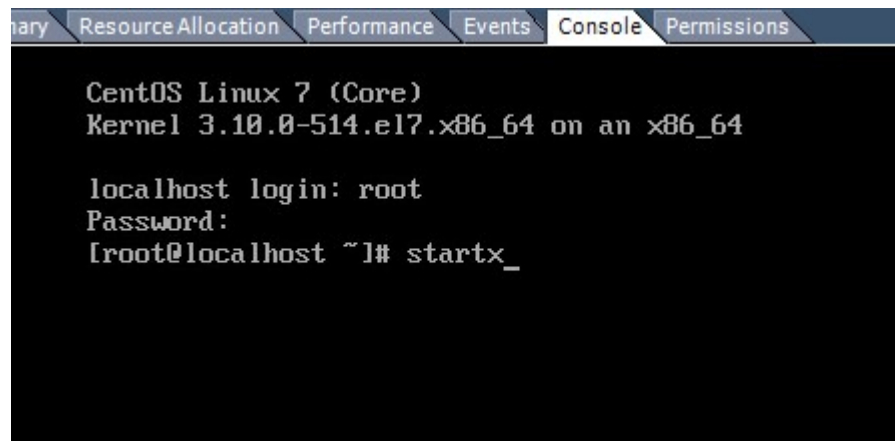 ary Resource Allocation Performance Events Console Permissions
CentOS Linux 7 (Core)
Kernel 3.10.0-514.el7.x86_64 on an x86_64
localhost login: root
Password:
[root@localhost ~]# startx_